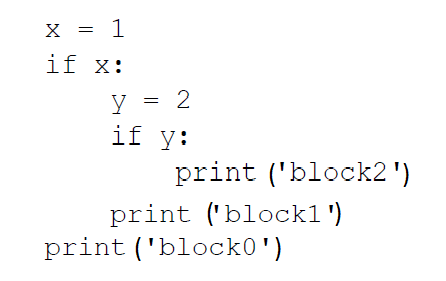 x = 1
if x:
    y = 2
    if y:
        print ('block2')
    print ('block1')
print ('block0')